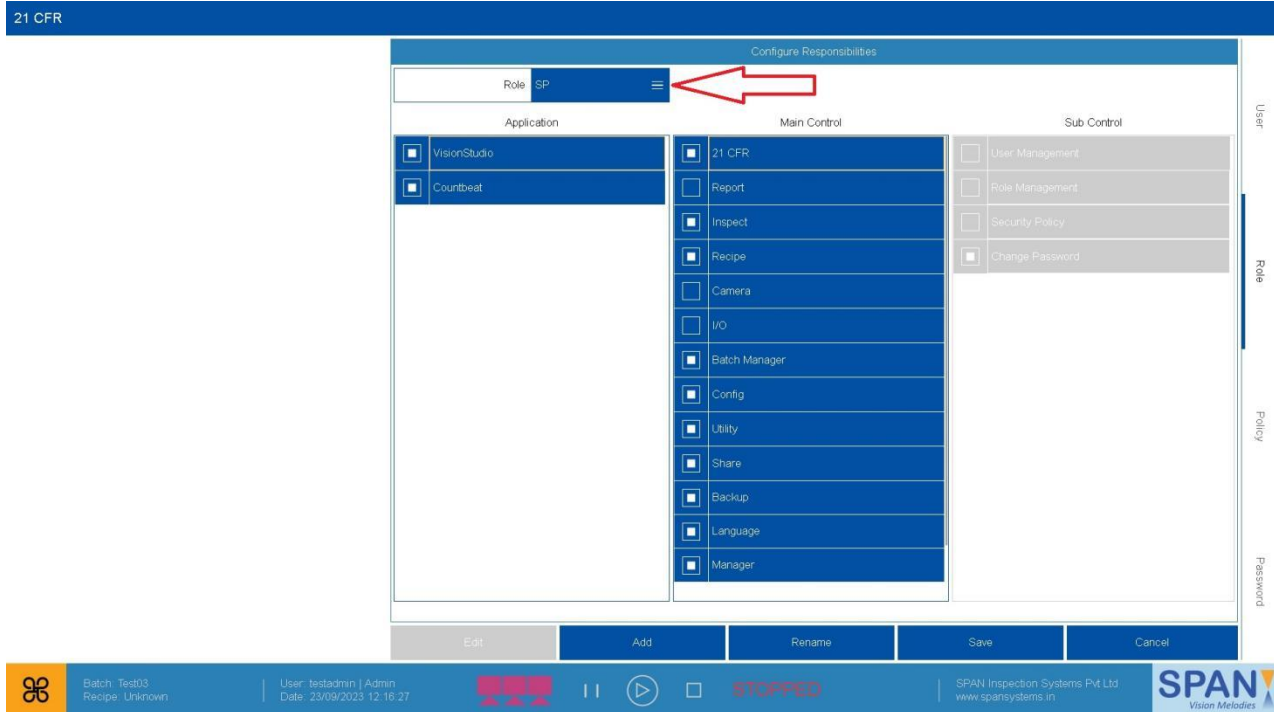 21 CFR
Configure Responsibilities
Role SP
Application
Main Control
Sub Control
VisionStudio
Countbeat
21 CFR
Report
Inspect
Recipe
Camera
I/O
Batch Manager
Config
Utility
Share
Backup
Language
Manager
User Management
Role Management
Security Policy
Change Password
User
Role
Policy
Password
Edit
Add
Rename
Save
Cancel
Batch: Test03
Recipe: Unknown
User: testadmin | Admin
Date: 23/09/2023 12:16:27
STOPPED
SPAN Inspection Systems Pvt Ltd
www.spansystems.in
SPAN
Vision Melodies